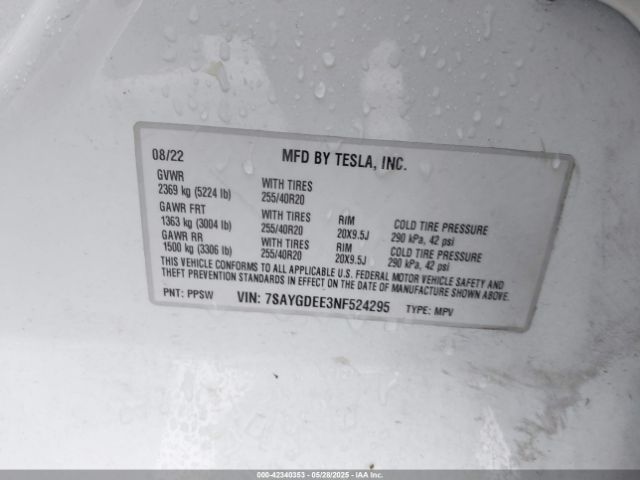 08/22 MFD BY TESLA, INC.
GVWR
2369 kg (5224 lb) WITH TIRES 255/40R20
GAWR FRT
1363 kg (3004 lb) WITH TIRES 255/40R20 RIM 20X9.5J COLD TIRE PRESSURE 290 kPa, 42 psi
GAWR RR
1500 kg (3306 lb) WITH TIRES 255/40R20 RIM 20X9.5J COLD TIRE PRESSURE 290 kPa, 42 psi
THIS VEHICLE CONFORMS TO ALL APPLICABLE U.S. FEDERAL MOTOR VEHICLE SAFETY AND
THEFT PREVENTION STANDARDS IN EFFECT ON THE DATE OF MANUFACTURE SHOWN ABOVE.
PNT: PPSW VIN: 7SAYGDEE3NF524295 TYPE: MPV
000-42340353 - 05/28/2025 - IAAI.COM